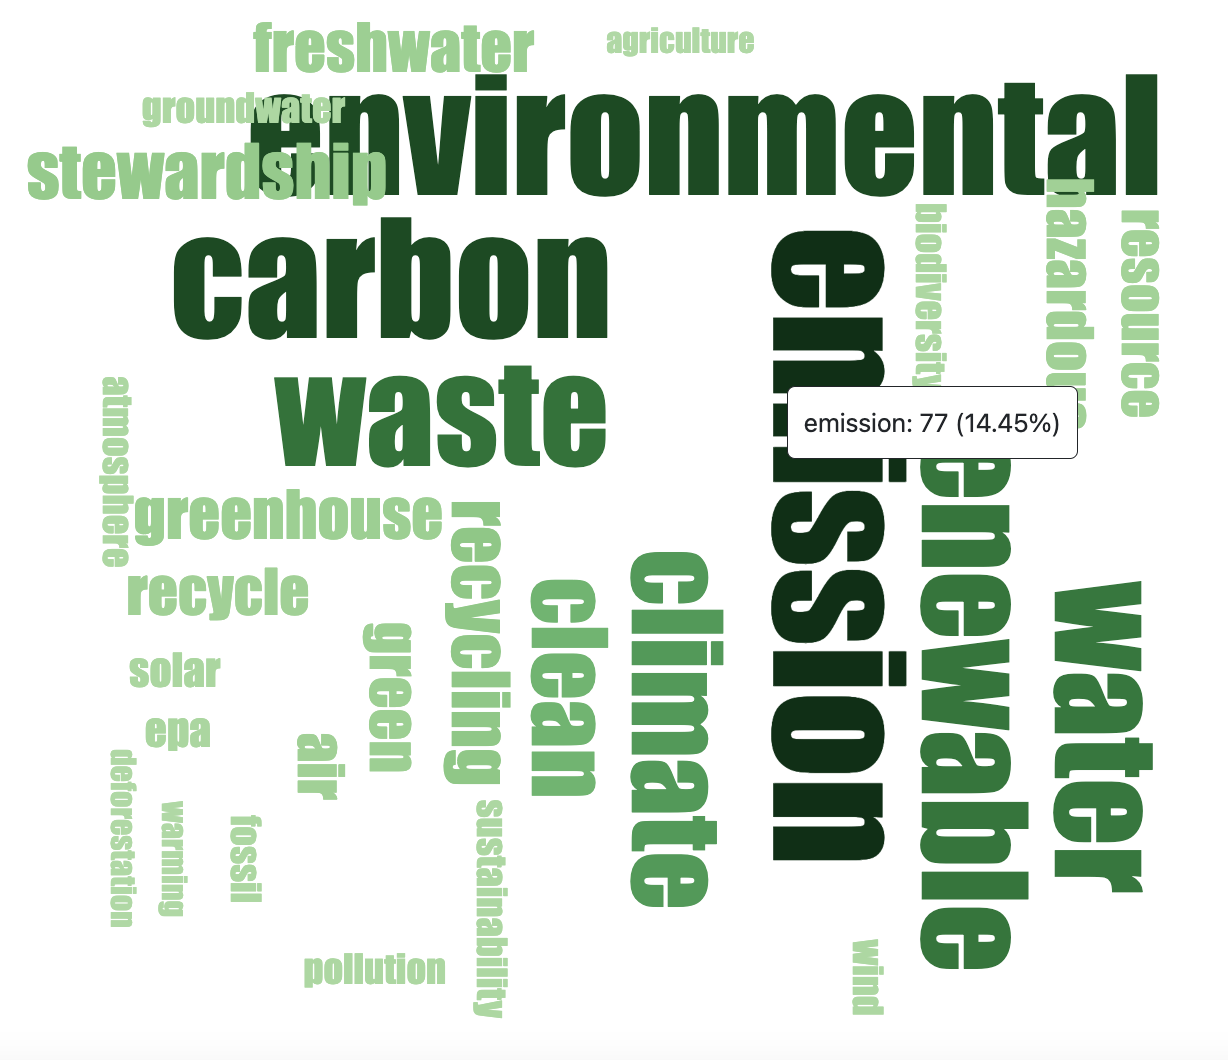 freshwater
agriculture
groundwater
environmental
stewardship
carbon
waste
emission
biodiversity
hazardous
resource
emission: 77 (14.45%)
atmosphere
greenhouse
recycling
recycle
clean
climate
renewable
water
green
solar
epa
air
deforestation
warming
fossil
sustainability
pollution
wind